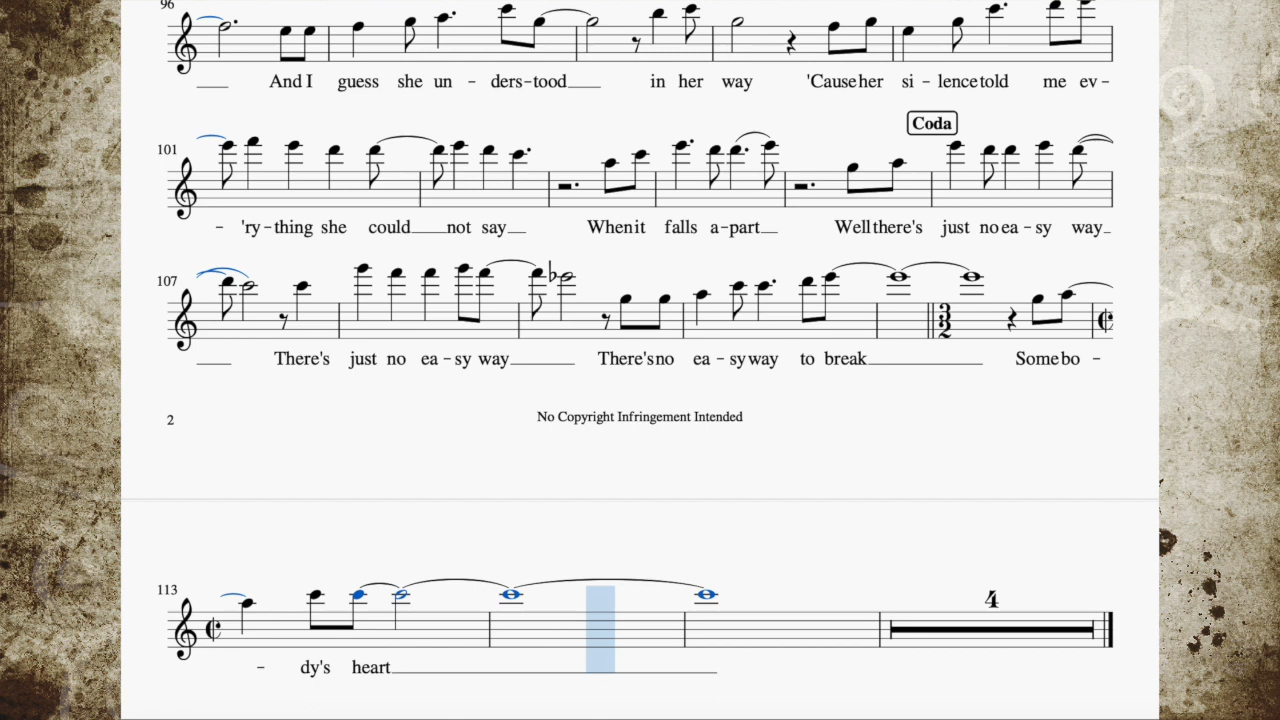 96
And I guess she un - ders - tood in her way 'Cause her si - lence told me ev -
Coda
101
- 'ry - thing she could not say When it falls a - part Well there's just no ea - sy way
107
There's just no ea - sy way There's no ea - sy way to break Some bo -
3
2
2
No Copyright Infringement Intended
113
4
- dy's heart